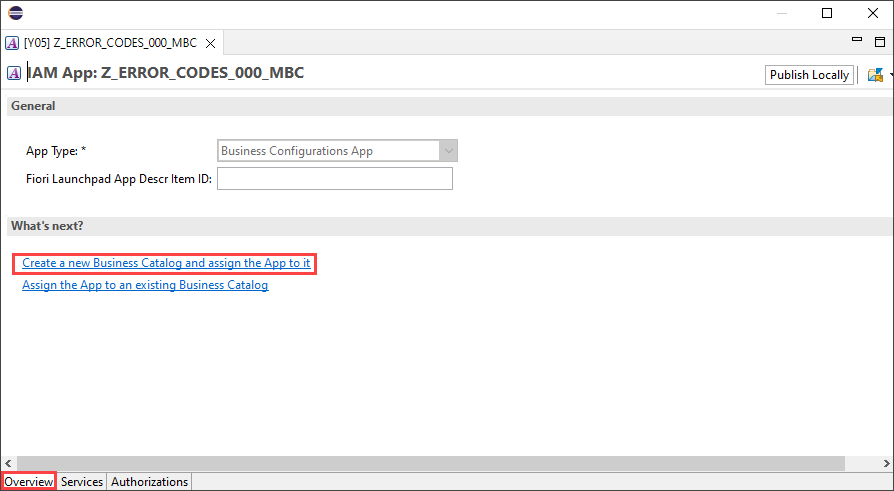 [Y05] Z_ERROR_CODES_000_MBC
IAM App: Z_ERROR_CODES_000_MBC
Publish Locally
General
App Type: *
Business Configurations App
Fiori Launchpad App Descr Item ID:
What's next?
Create a new Business Catalog and assign the App to it
Assign the App to an existing Business Catalog
Overview Services Authorizations